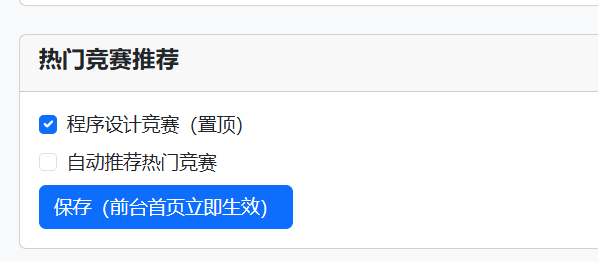 热门竞赛推荐
程序设计竞赛（置顶）
自动推荐热门竞赛
保存（前台首页立即生效）